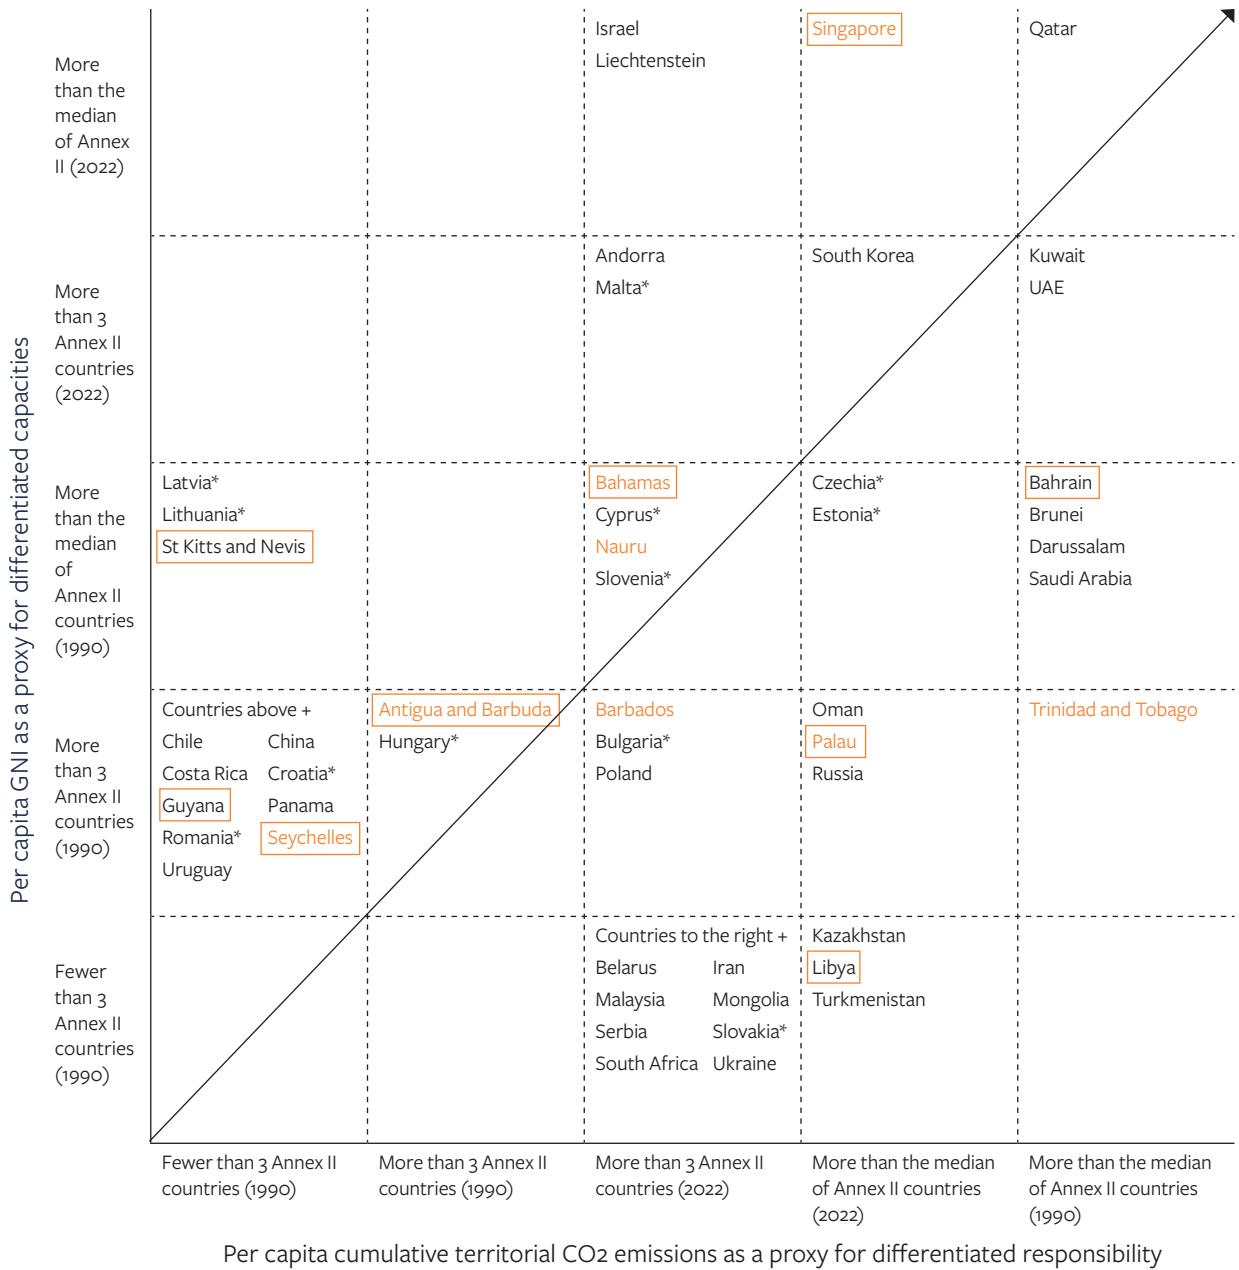 Per capita GNI as a proxy for differentiated capacities
More
than the
median
of Annex
II (2022)
Israel
Liechtenstein
Singapore
Qatar
More
than 3
Annex II
countries
(2022)
Andorra
Malta*
South Korea
Kuwait
UAE
More
than the
median
of
Annex II
countries
(1990)
Latvia*
Lithuania*
St Kitts and Nevis
Bahamas
Cyprus*
Nauru
Slovenia*
Czechia*
Estonia*
Bahrain
Brunei
Darussalam
Saudi Arabia
More
than 3
Annex II
countries
(1990)
Countries above +
Chile China
Costa Rica Croatia*
Guyana Panama
Romania* Seychelles
Uruguay
Antigua and Barbuda
Hungary*
Barbados
Bulgaria*
Poland
Oman
Palau
Russia
Trinidad and Tobago
Fewer
than 3
Annex II
countries
(1990)
Countries to the right +
Belarus Iran
Malaysia Mongolia
Serbia Slovakia*
South Africa Ukraine
Kazakhstan
Libya
Turkmenistan
Fewer than 3 Annex II
countries (1990)
More than 3 Annex II
countries (1990)
More than 3 Annex II
countries (2022)
More than the median
of Annex II countries
(2022)
More than the median
of Annex II countries
(1990)
Per capita cumulative territorial CO2 emissions as a proxy for differentiated responsibility